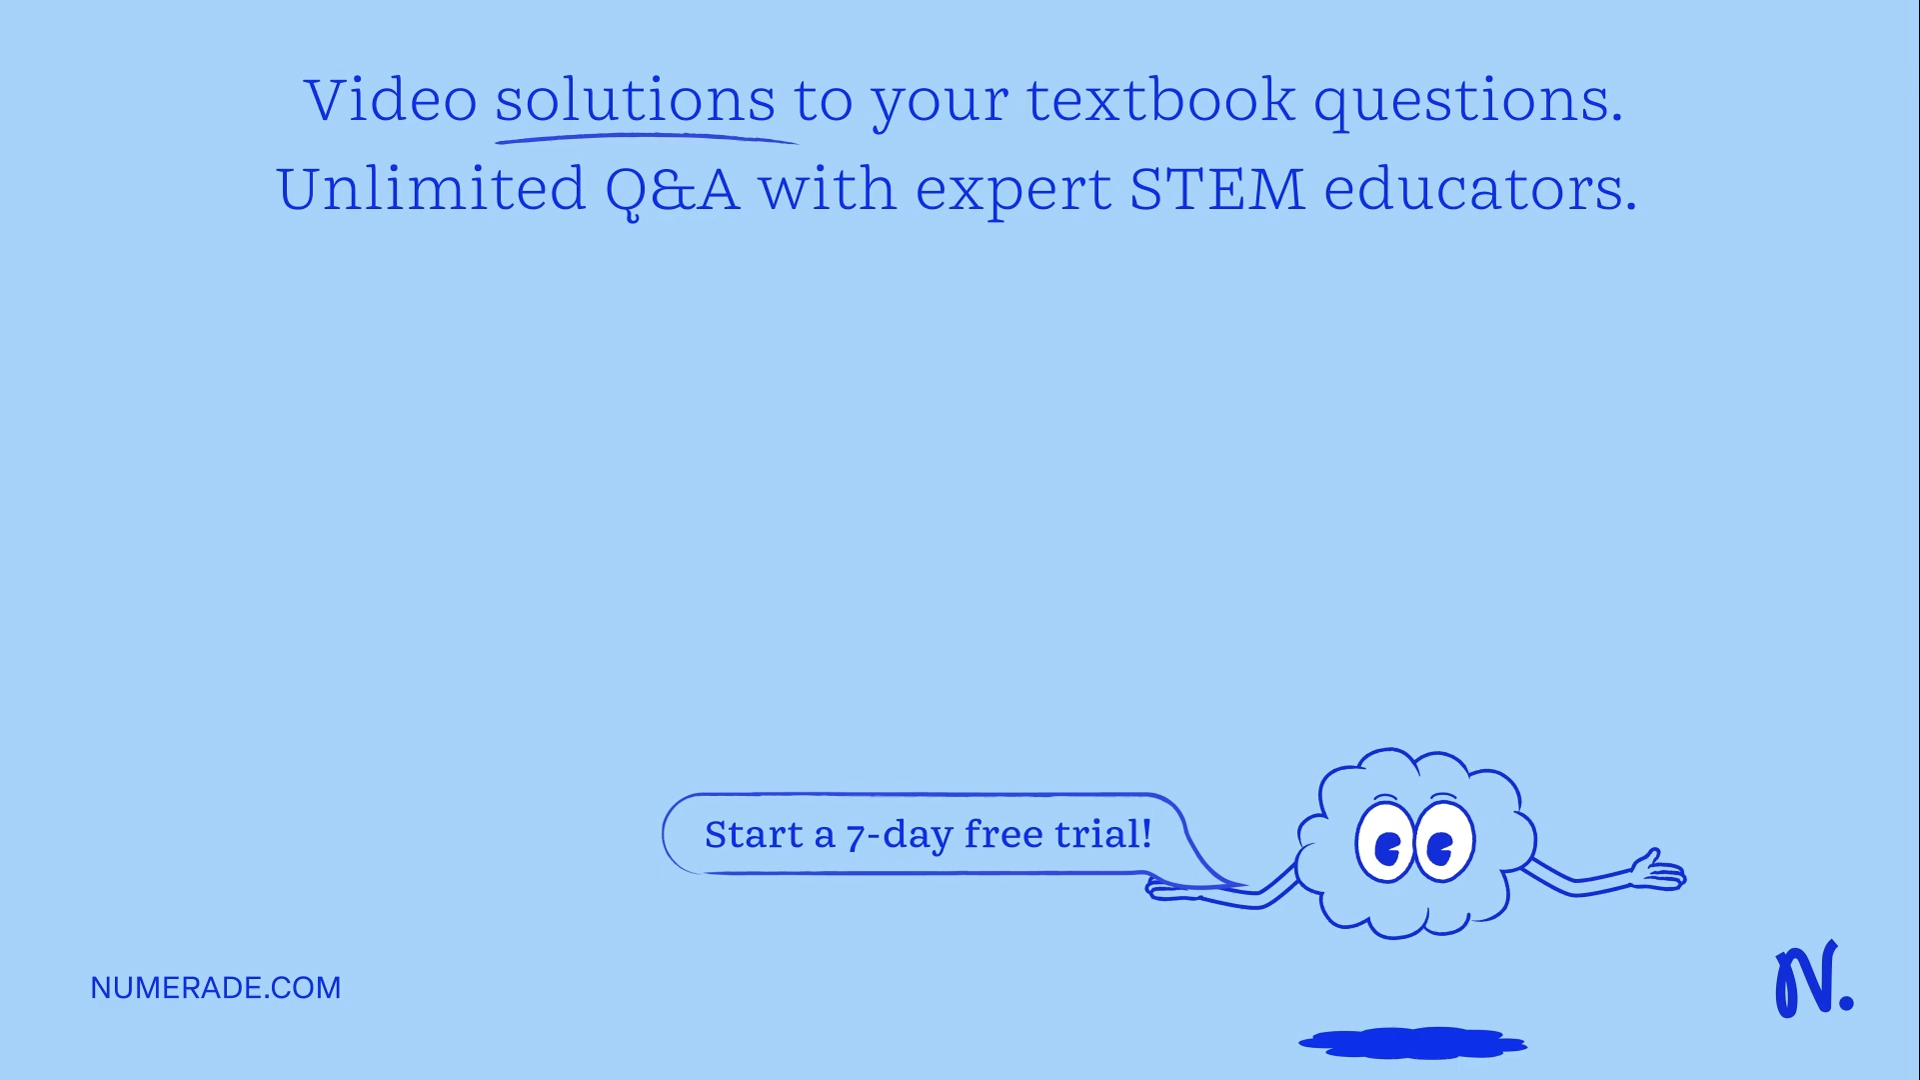 Video solutions to your textbook questions.
Unlimited Q&A with expert STEM educators.
Start a 7-day free trial!
NUMERADE.COM
N.